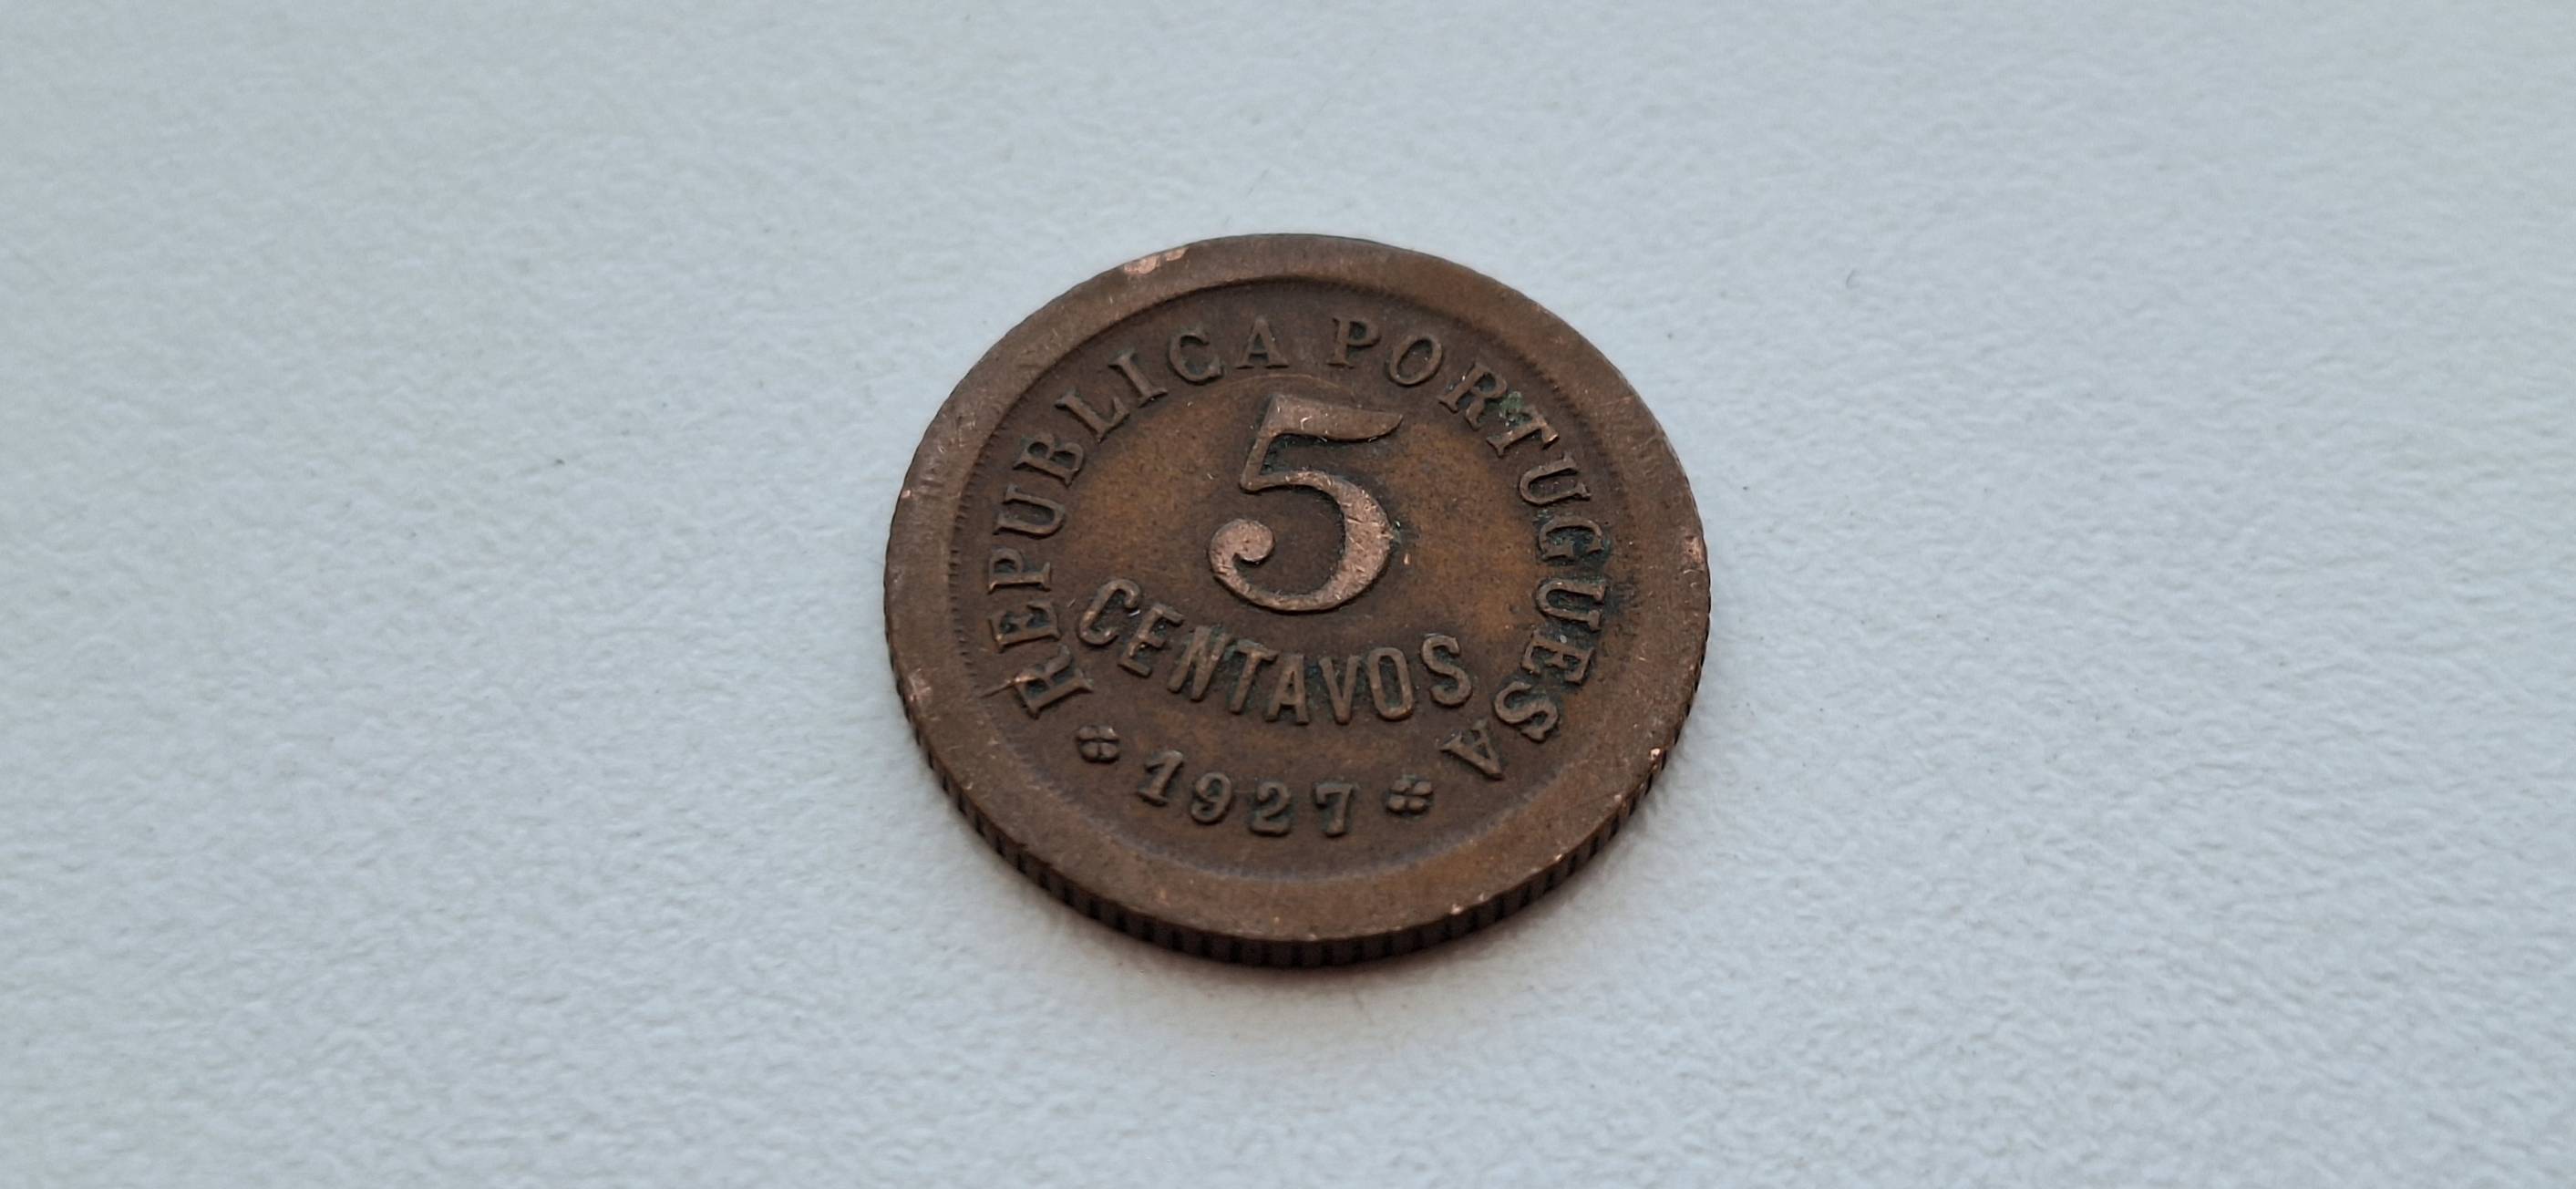 REPUBLICA PORTUGUESA
5
CENTAVOS
1927